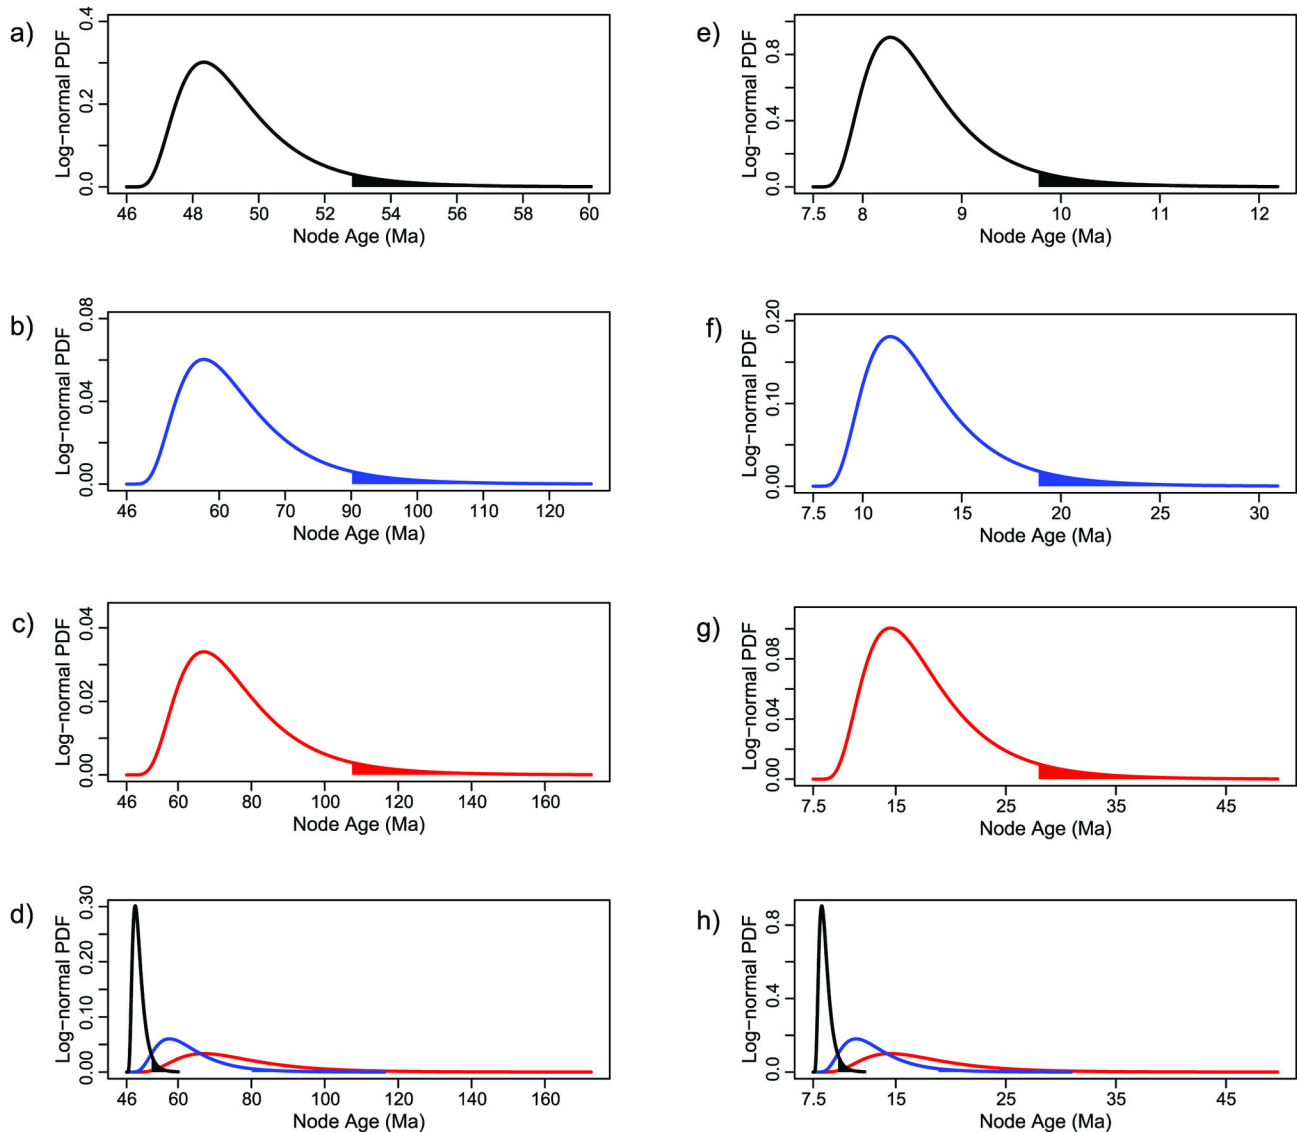 a)
Log-normal PDF
0.0 0.2 0.4
46 48 50 52 54 56 58 60
Node Age (Ma)
e)
Log-normal PDF
0.0 0.4 0.8
7.5 8 9 10 11 12
Node Age (Ma)
b)
Log-normal PDF
0.00 0.04 0.08
46 60 70 90 100 110 120
Node Age (Ma)
f)
Log-normal PDF
0.00 0.10 0.20
7.5 10 15 20 25 30
Node Age (Ma)
c)
Log-normal PDF
0.00 0.02 0.04
46 60 80 100 120 140 160
Node Age (Ma)
g)
Log-normal PDF
0.00 0.04 0.08
7.5 15 25 35 45
Node Age (Ma)
d)
Log-normal PDF
0.00 0.10 0.20 0.30
46 60 80 100 120 140 160
Node Age (Ma)
h)
Log-normal PDF
0.0 0.4 0.8
7.5 15 25 35 45
Node Age (Ma)